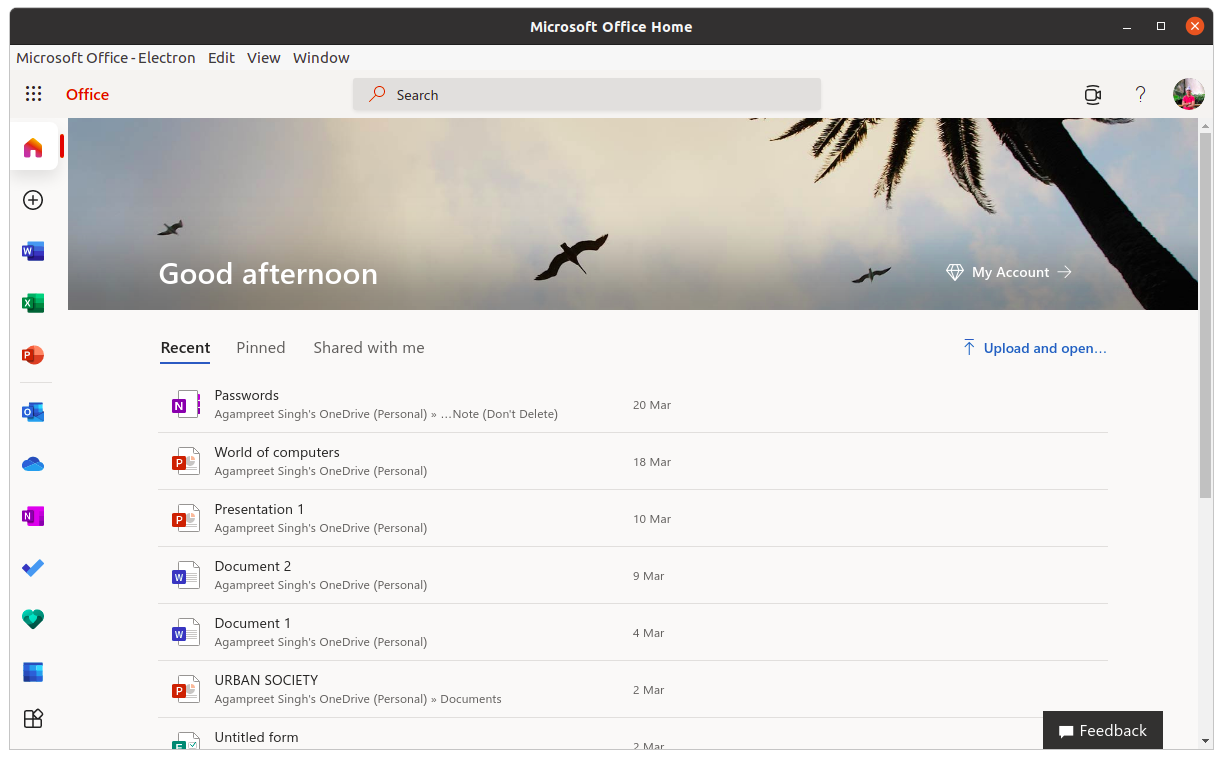 Microsoft Office Home
Microsoft Office - Electron Edit View Window
Office
Search
?
Good afternoon
My Account
Recent Pinned Shared with me
Upload and open...
Passwords
Agampreet Singh's OneDrive (Personal) » ...Note (Don't Delete)
20 Mar
World of computers
Agampreet Singh's OneDrive (Personal)
18 Mar
Presentation 1
Agampreet Singh's OneDrive (Personal)
10 Mar
Document 2
Agampreet Singh's OneDrive (Personal)
9 Mar
Document 1
Agampreet Singh's OneDrive (Personal)
4 Mar
URBAN SOCIETY
Agampreet Singh's OneDrive (Personal) » Documents
2 Mar
Untitled form
2 Mar
Feedback